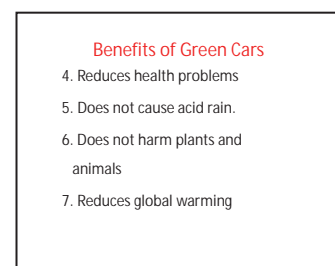 Benefits of Green Cars
4. Reduces health problems
5. Does not cause acid rain.
6. Does not harm plants and
animals
7. Reduces global warming